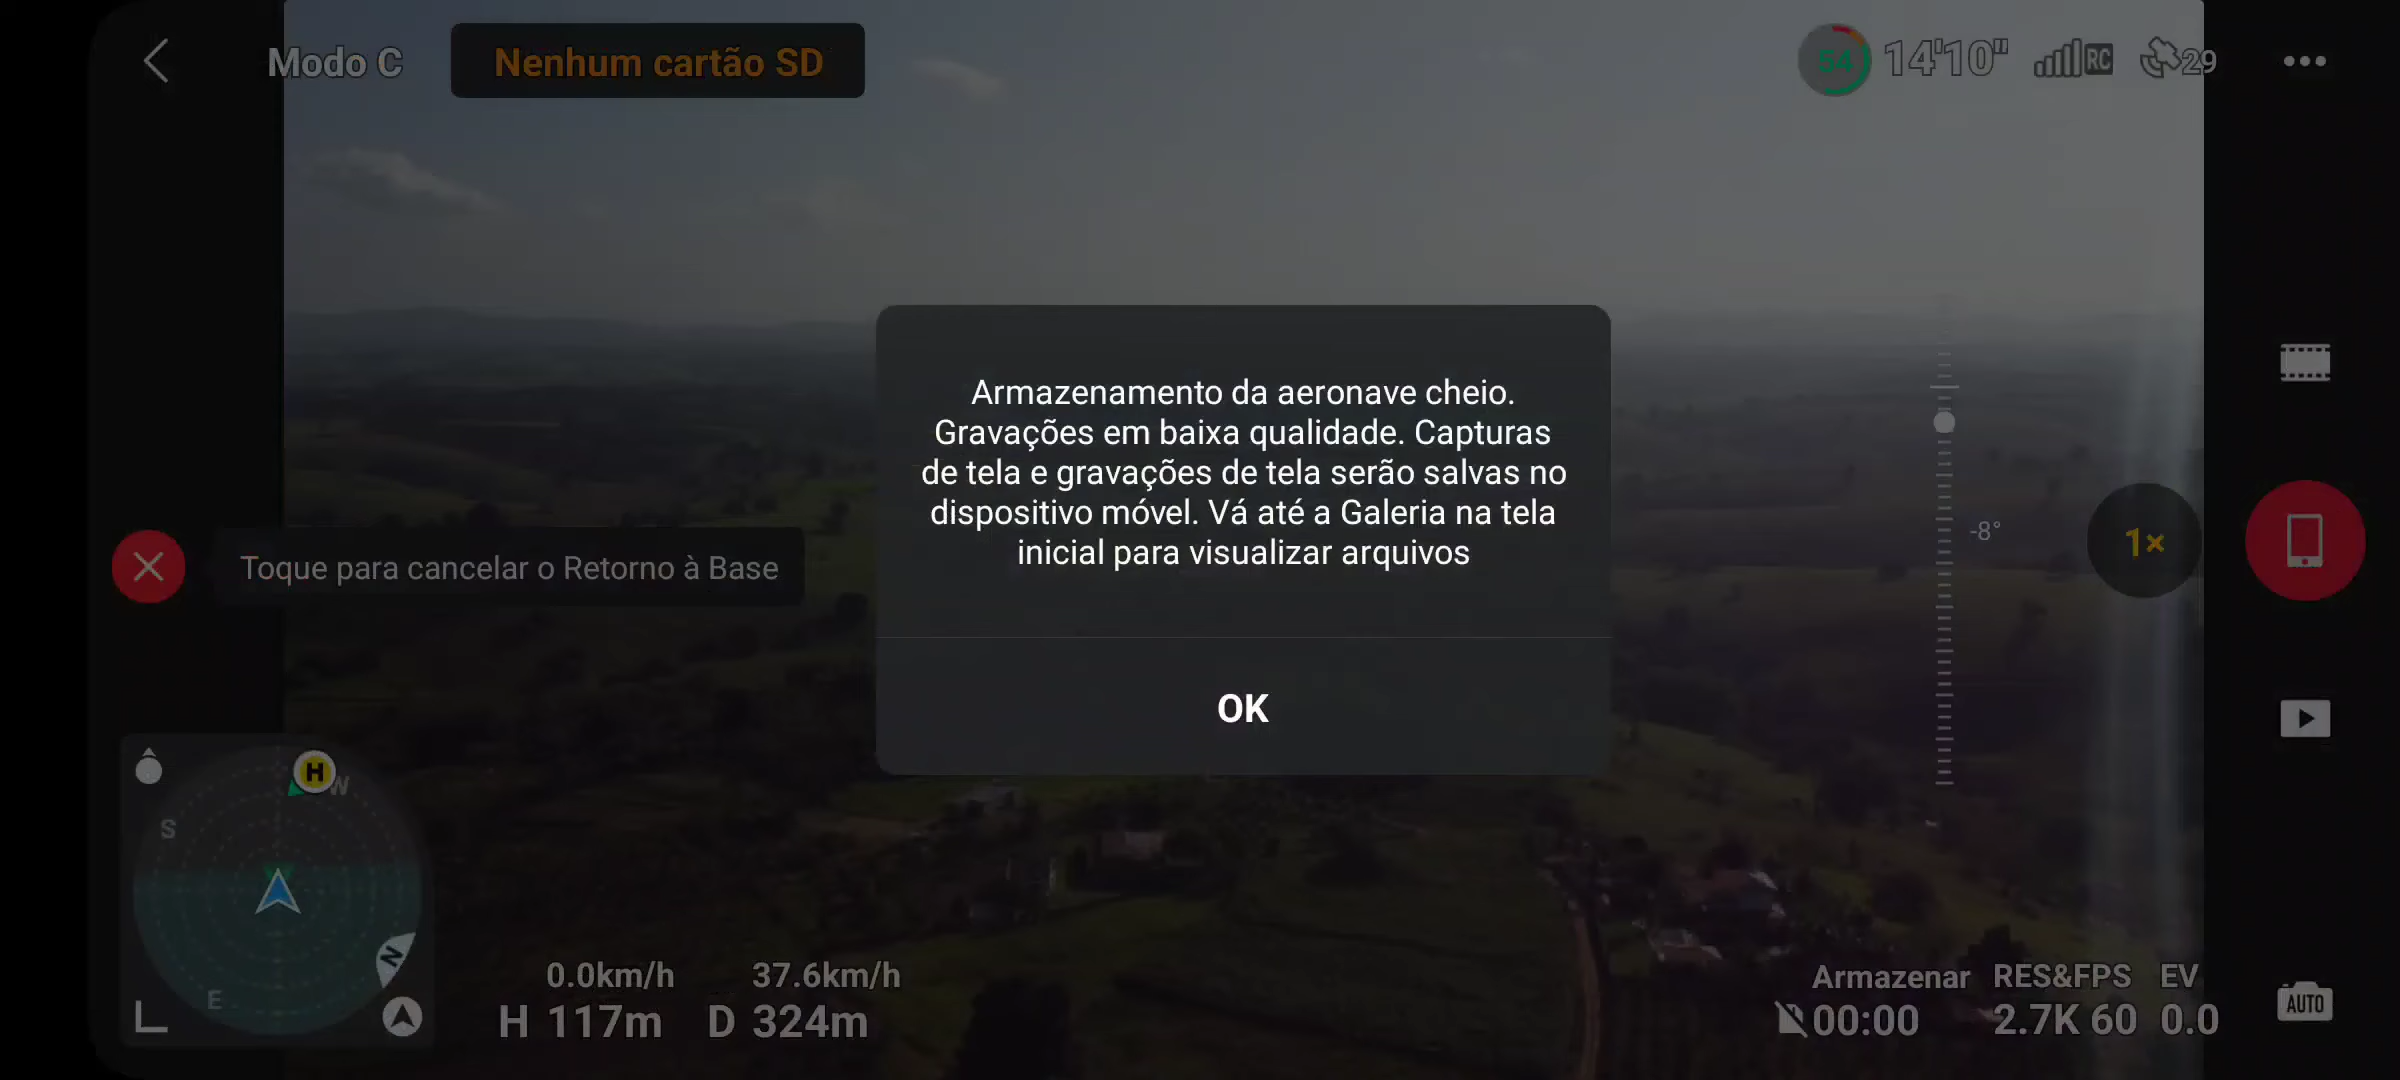 Modo C
Nenhum cartão SD
54
14'10"
RC
29
Armazenamento da aeronave cheio.
Gravações em baixa qualidade. Capturas
de tela e gravações de tela serão salvas no
dispositivo móvel. Vá até a Galeria na tela
inicial para visualizar arquivos
OK
Toque para cancelar o Retorno à Base
-8°
1×
H
W
S
N
E
0.0km/h
37.6km/h
H 117m
D 324m
Armazenar
RES&FPS
EV
00:00
2.7K 60
0.0
AUTO